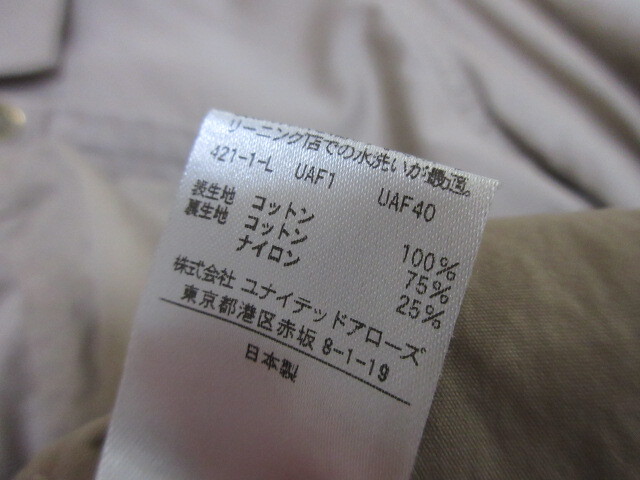 リーニング店での水洗いが最適。
421-1-L UAF1 UAF40
表生地 コットン 100%
裏生地 コットン 75%
ナイロン 25%
株式会社 ユナイテッドアローズ
東京都港区赤坂 8-1-19
日本製